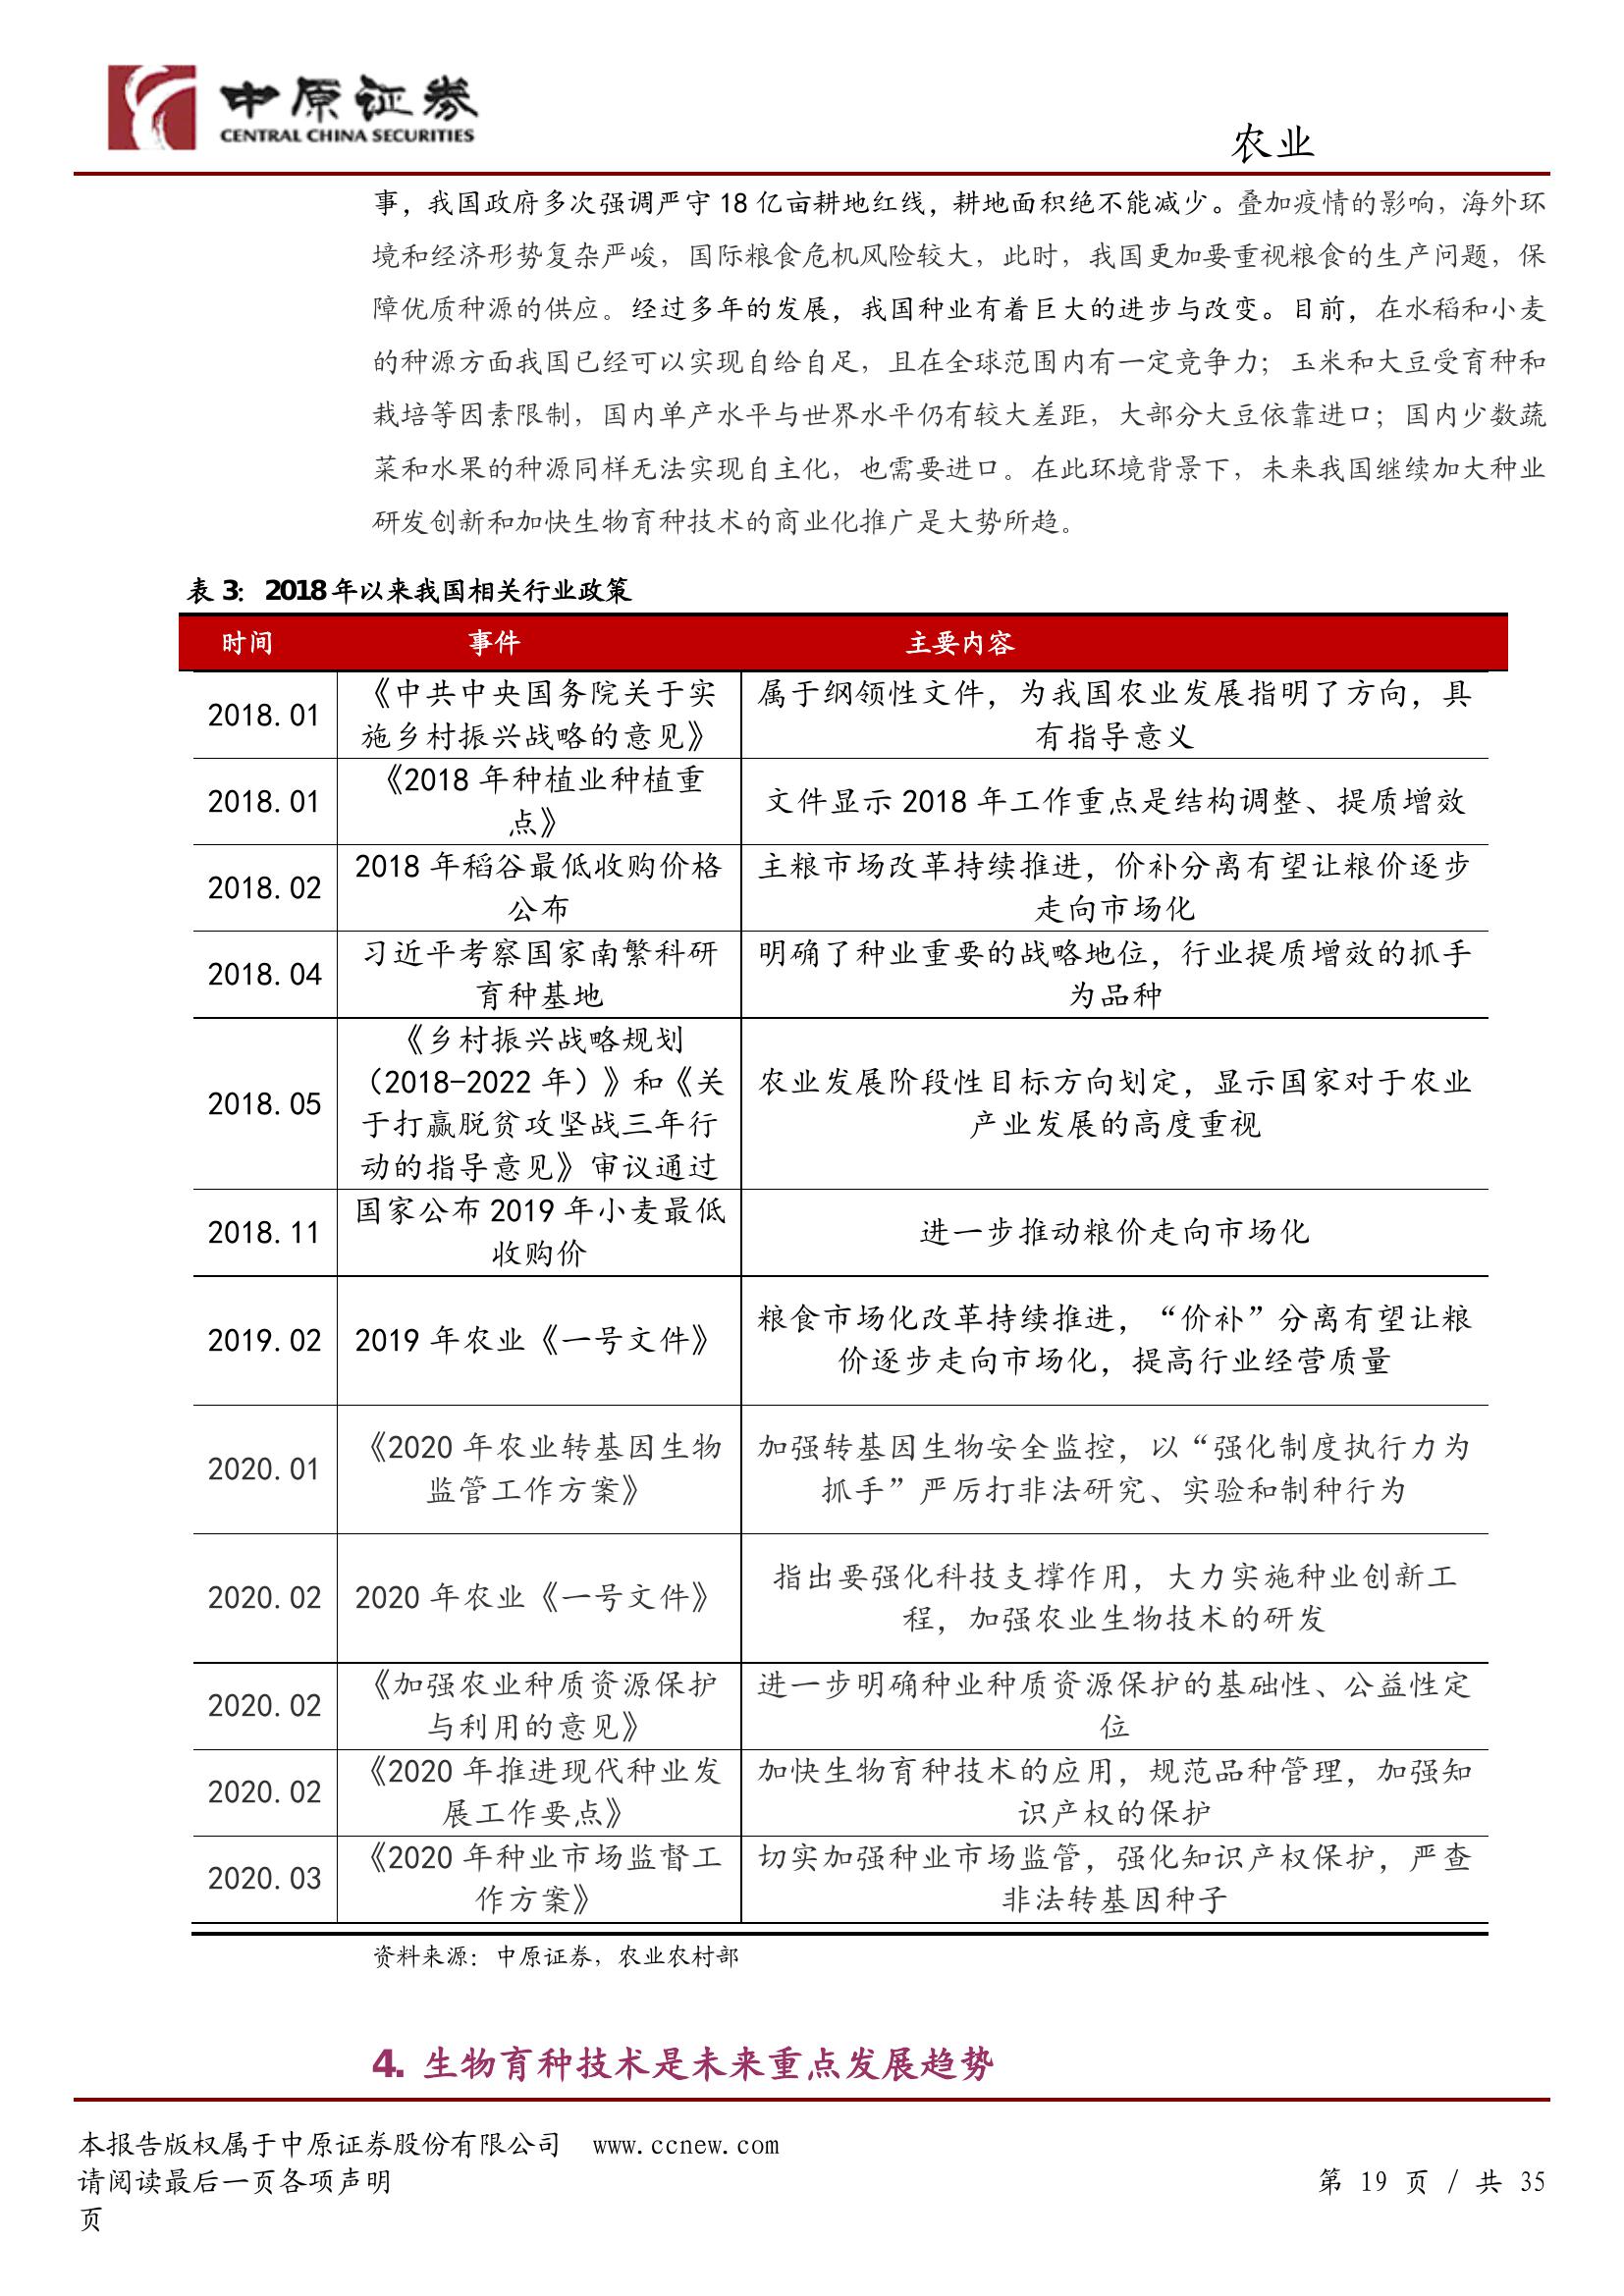 中原证券
CENTRAL CHINA SECURITIES
农业
事，我国政府多次强调严守 18 亿亩耕地红线，耕地面积绝不能减少。叠加疫情的影响，海外环
境和经济形势复杂严峻，国际粮食危机风险较大，此时，我国更加要重视粮食的生产问题，保
障优质种源的供应。经过多年的发展，我国种业有着巨大的进步与改变。目前，在水稻和小麦
的种源方面我国已经可以实现自给自足，且在全球范围内有一定竞争力；玉米和大豆受育种和
栽培等因素限制，国内单产水平与世界水平仍有较大差距，大部分大豆依靠进口；国内少数蔬
菜和水果的种源同样无法实现自主化，也需要进口。在此环境背景下，未来我国继续加大种业
研发创新和加快生物育种技术的商业化推广是大势所趋。
表 3： 2018 年以来我国相关行业政策
时间 事件 主要内容
2018.01
《中共中央国务院关于实
施乡村振兴战略的意见》
属于纲领性文件，为我国农业发展指明了方向，具
有指导意义
2018.01
《2018 年种植业种植重
点》
文件显示 2018 年工作重点是结构调整、提质增效
2018.02
2018 年稻谷最低收购价格
公布
主粮市场改革持续推进，价补分离有望让粮价逐步
走向市场化
2018.04
习近平考察国家南繁科研
育种基地
明确了种业重要的战略地位，行业提质增效的抓手
为品种
2018.05
《乡村振兴战略规划
（2018-2022 年）》和《关
于打赢脱贫攻坚战三年行
动的指导意见》审议通过
农业发展阶段性目标方向划定，显示国家对于农业
产业发展的高度重视
2018.11
国家公布 2019 年小麦最低
收购价
进一步推动粮价走向市场化
2019.02
2019 年农业《一号文件》
粮食市场化改革持续推进，“价补”分离有望让粮
价逐步走向市场化，提高行业经营质量
2020.01
《2020 年农业转基因生物
监管工作方案》
加强转基因生物安全监控，以“强化制度执行力为
抓手”严厉打非法研究、实验和制种行为
2020.02
2020 年农业《一号文件》
指出要强化科技支撑作用，大力实施种业创新工
程，加强农业生物技术的研发
2020.02
《加强农业种质资源保护
与利用的意见》
进一步明确种业种质资源保护的基础性、公益性定
位
2020.02
《2020 年推进现代种业发
展工作要点》
加快生物育种技术的应用，规范品种管理，加强知
识产权的保护
2020.03
《2020 年种业市场监督工
作方案》
切实加强种业市场监管，强化知识产权保护，严查
非法转基因种子
资料来源：中原证券，农业农村部
4. 生物育种技术是未来重点发展趋势
本报告版权属于中原证券股份有限公司 www.ccnew.com
请阅读最后一页各项声明 第 19 页 / 共 35
页